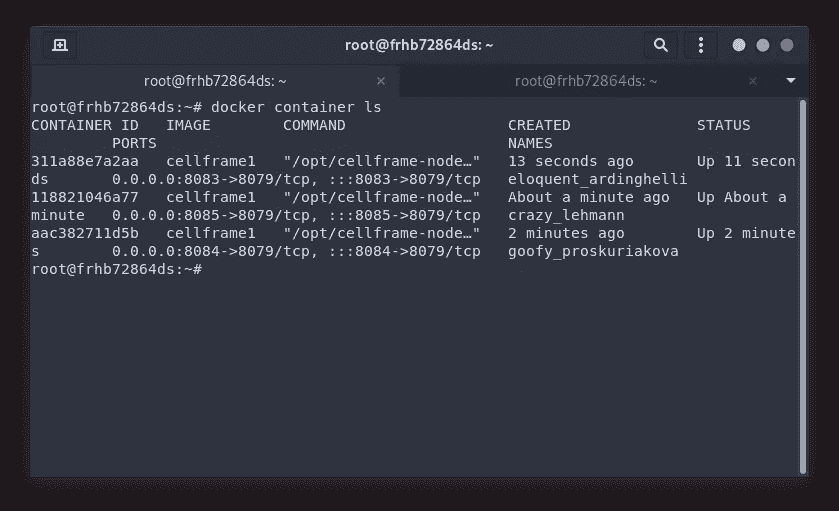 root@frhb72864ds: ~
root@frhb72864ds: ~ ×
root@frhb72864ds: ~ ×
root@frhb72864ds:~# docker container ls
CONTAINER ID   IMAGE        COMMAND                  CREATED              STATUS
         PORTS                                       NAMES
311a88e7a2aa   cellframe1   "/opt/cellframe-node…"   13 seconds ago       Up 11 secon
ds       0.0.0.0:8083->8079/tcp, :::8083->8079/tcp   eloquent_ardinghelli
118821046a77   cellframe1   "/opt/cellframe-node…"   About a minute ago   Up About a
minute   0.0.0.0:8085->8079/tcp, :::8085->8079/tcp   crazy_lehmann
aac382711d5b   cellframe1   "/opt/cellframe-node…"   2 minutes ago        Up 2 minute
s        0.0.0.0:8084->8079/tcp, :::8084->8079/tcp   goofy_proskuriakova
root@frhb72864ds:~#